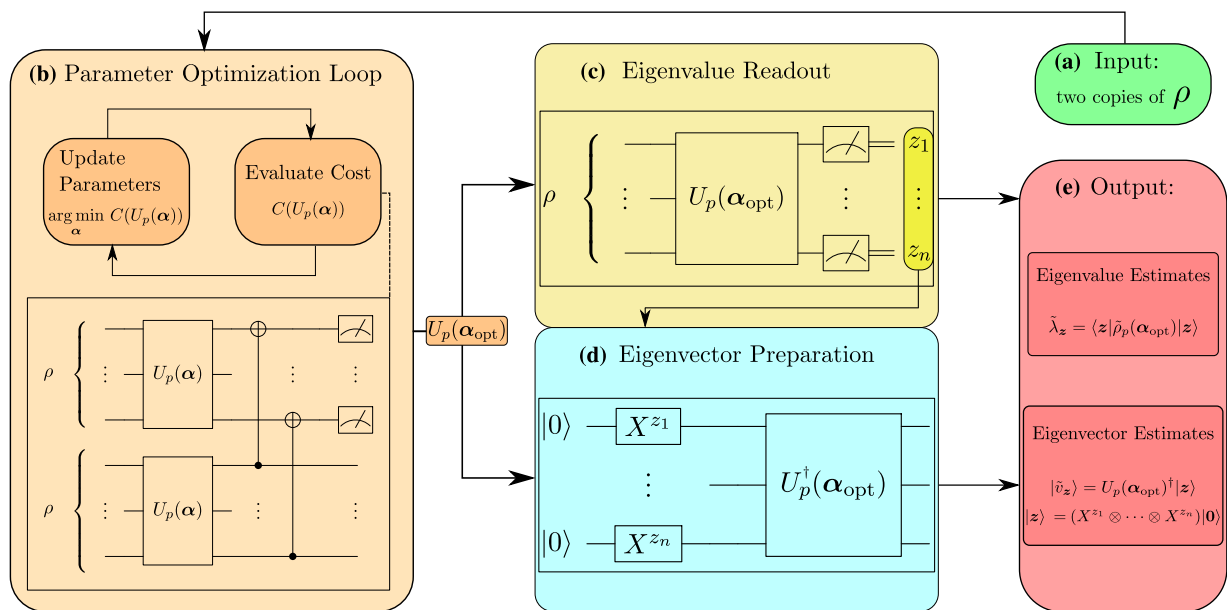 (a) Input:
two copies of ρ
(b) Parameter Optimization Loop
Update
Parameters
arg min C(U_p(α))
α
Evaluate Cost
C(U_p(α))
ρ { ⋮ U_p(α) ⋮ ⋮
ρ { ⋮ U_p(α) ⋮ ⋮
U_p(α_opt)
(c) Eigenvalue Readout
z_1
ρ { ⋮ U_p(α_opt) ⋮ ⋮
z_n
(d) Eigenvector Preparation
|0⟩ X^{z_1}
⋮ U_p^†(α_opt)
|0⟩ X^{z_n}
(e) Output:
Eigenvalue Estimates
λ̃_z = ⟨z|ρ̃_p(α_opt)|z⟩
Eigenvector Estimates
|ṽ_z⟩ = U_p(α_opt)^†|z⟩
|z⟩ = (X^{z_1} ⊗ ⋯ ⊗ X^{z_n})|0⟩